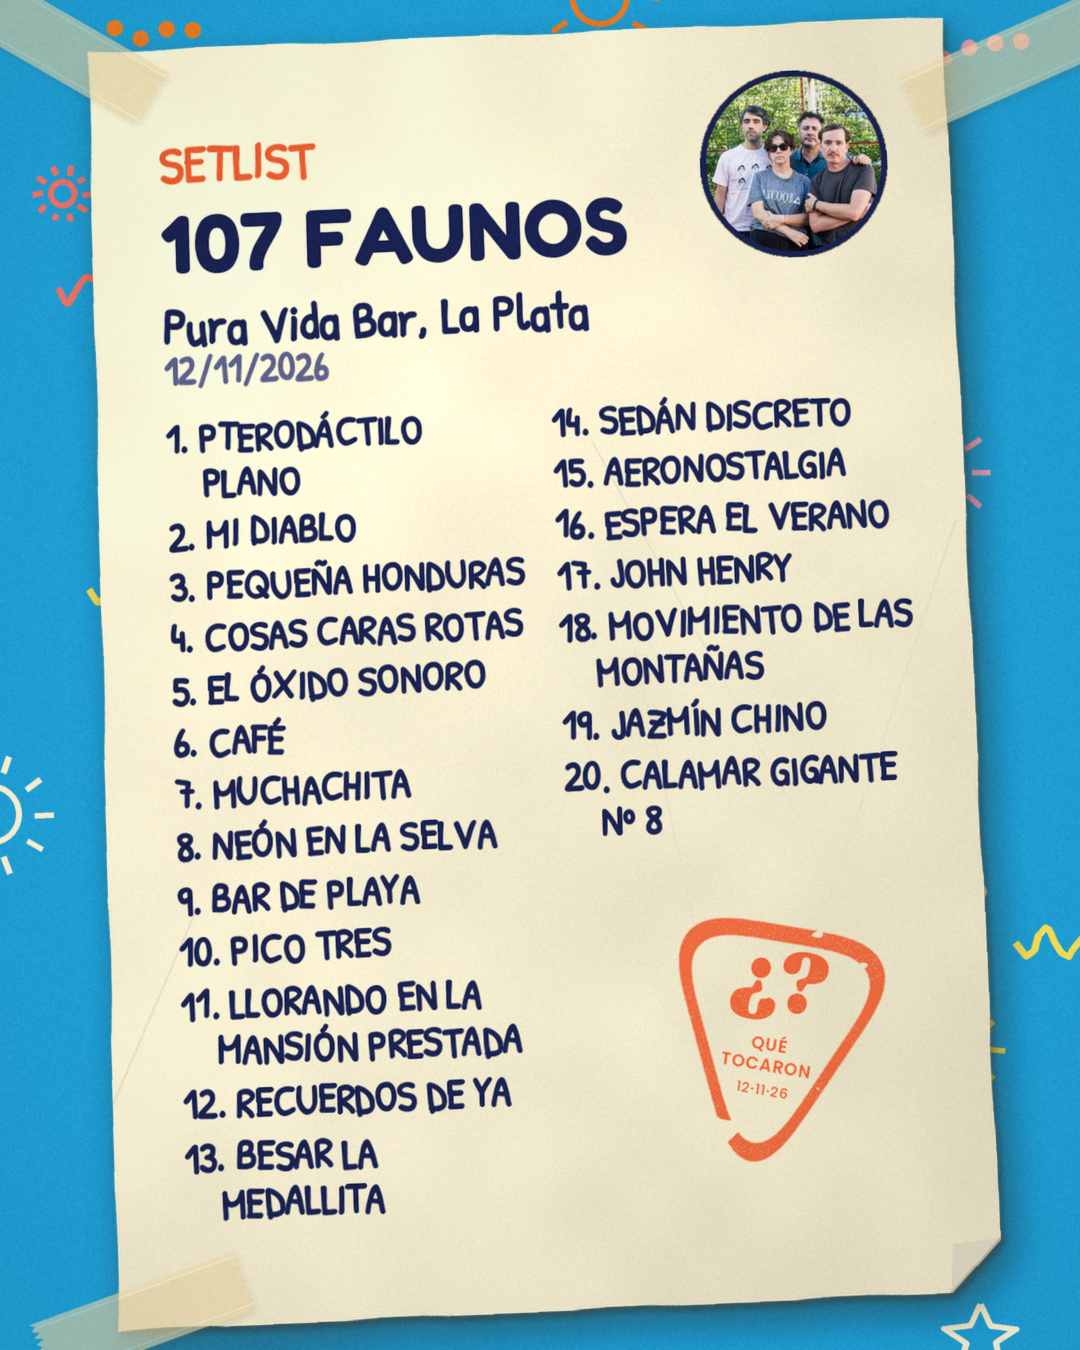 SETLIST
107 FAUNOS
Pura Vida Bar, La Plata
12/11/2026
1. PTERODÁCTILO
PLANO
2. MI DIABLO
3. PEQUEÑA HONDURAS
4. COSAS CARAS ROTAS
5. EL ÓXIDO SONORO
6. CAFÉ
7. MUCHACHITA
8. NEÓN EN LA SELVA
9. BAR DE PLAYA
10. PICO TRES
11. LLORANDO EN LA
MANSIÓN PRESTADA
12. RECUERDOS DE YA
13. BESAR LA
MEDALLITA
14. SEDÁN DISCRETO
15. AERONOSTALGIA
16. ESPERA EL VERANO
17. JOHN HENRY
18. MOVIMIENTO DE LAS
MONTAÑAS
19. JAZMÍN CHINO
20. CALAMAR GIGANTE
Nº 8
¿?
QUÉ
TOCARON
12·11·26